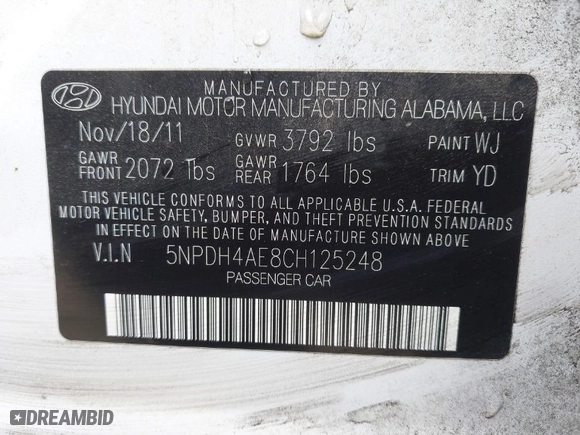 MANUFACTURED BY
HYUNDAI MOTOR MANUFACTURING ALABAMA, LLC
Nov/18/11 GVWR 3792 lbs PAINT WJ
GAWR FRONT 2072 lbs GAWR REAR 1764 lbs TRIM YD
THIS VEHICLE CONFORMS TO ALL APPLICABLE U.S.A. FEDERAL
MOTOR VEHICLE SAFETY, BUMPER, AND THEFT PREVENTION STANDARDS
IN EFFECT ON THE DATE OF MANUFACTURE SHOWN ABOVE.
V.I.N 5NPDH4AE8CH125248
PASSENGER CAR
DREAMBID